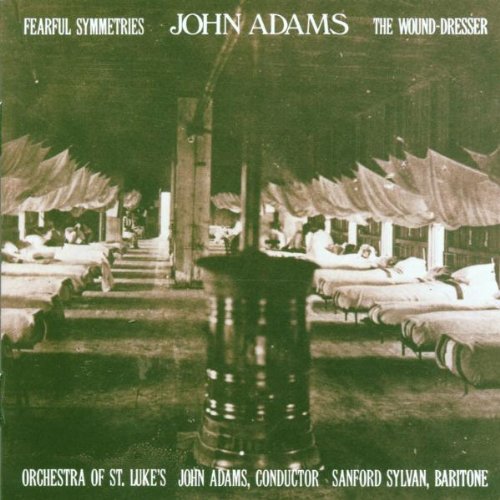 FEARFUL SYMMETRIES JOHN ADAMS THE WOUND-DRESSER
ORCHESTRA OF ST. LUKE'S JOHN ADAMS, CONDUCTOR SANFORD SYLVAN, BARITONE